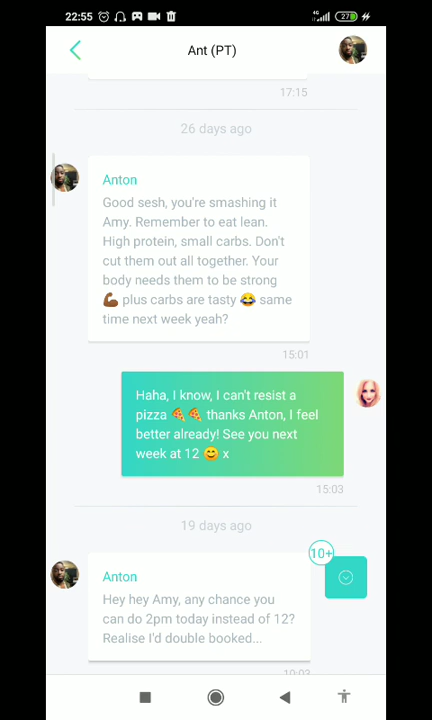 22:55
4G
27
Ant (PT)
17:15
26 days ago
Anton
Good sesh, you're smashing it
Amy. Remember to eat lean.
High protein, small carbs. Don't
cut them out all together. Your
body needs them to be strong
💪🏾 plus carbs are tasty 😂 same
time next week yeah?
15:01
Haha, I know, I can't resist a
pizza 🍕🍕 thanks Anton, I feel
better already! See you next
week at 12 😊 x
15:03
19 days ago
10+
Anton
Hey hey Amy, any chance you
can do 2pm today instead of 12?
Realise I'd double booked...
10:03